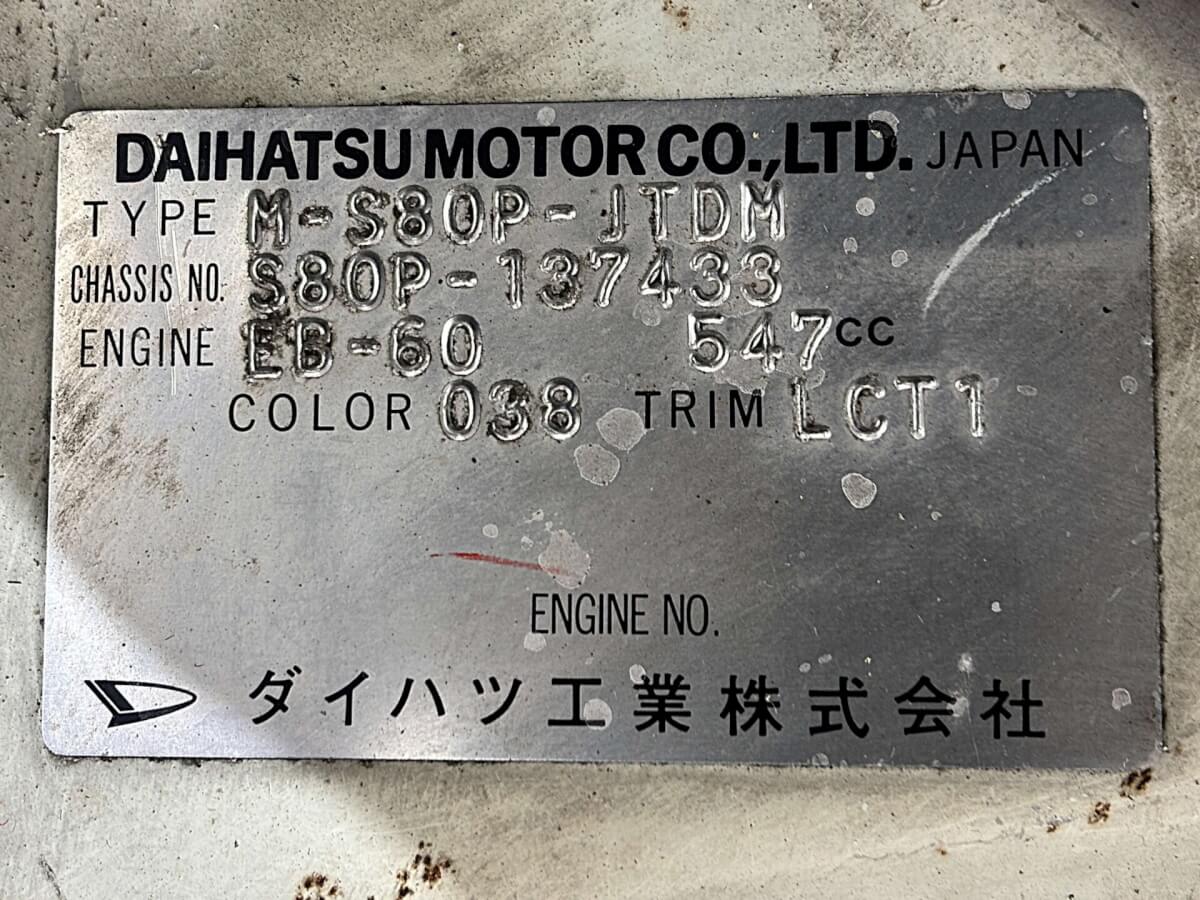 DAIHATSU MOTOR CO.,LTD. JAPAN
TYPE M-S80P-JTDM
CHASSIS NO. S80P-137433
ENGINE EB-60 547CC
COLOR 038 TRIM LCT1
ENGINE NO.
ダイハツ工業株式会社